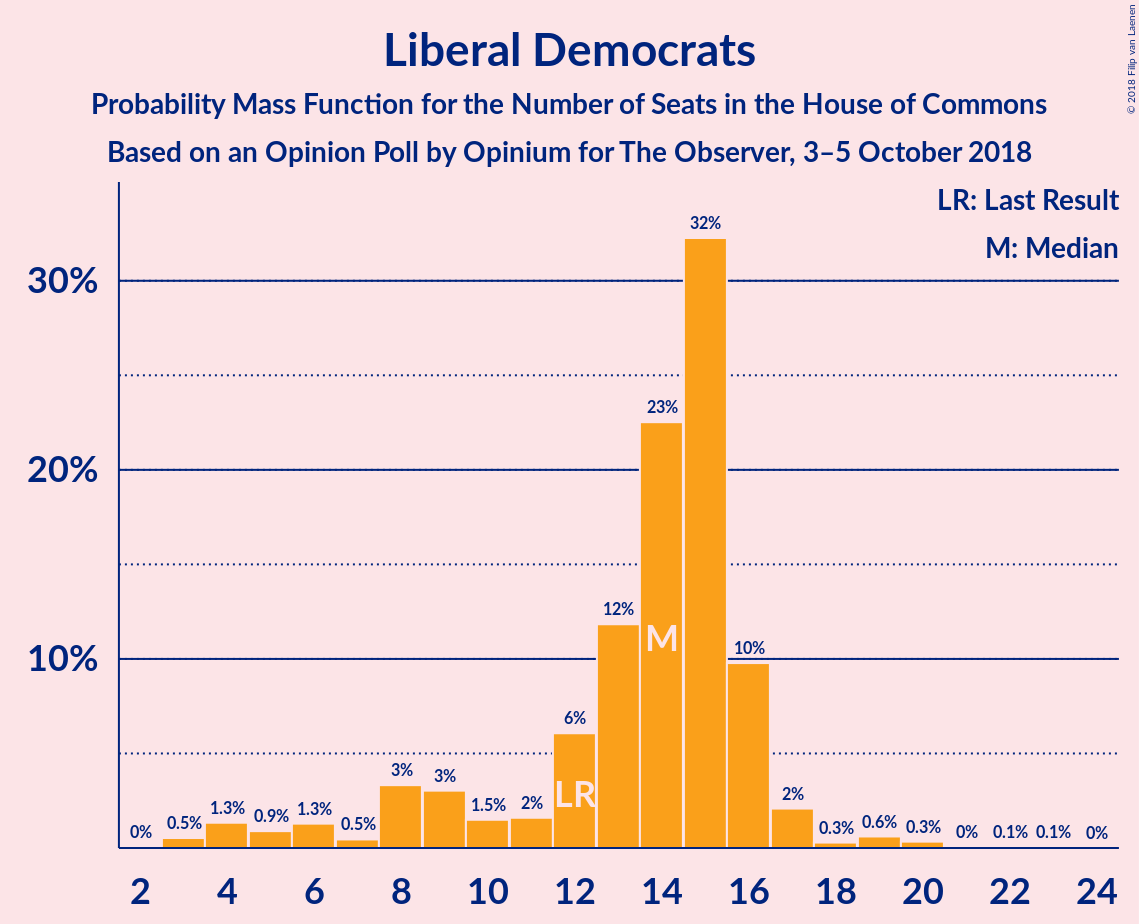 Liberal Democrats
Probability Mass Function for the Number of Seats in the House of Commons
Based on an Opinion Poll by Opinium for The Observer, 3–5 October 2018
© 2018 Filip van Laenen
LR: Last Result
M: Median
30%
20%
10%
0%
0.5%
1.3%
0.9%
1.3%
0.5%
3%
3%
1.5%
2%
6%
12%
23%
32%
10%
2%
0.3%
0.6%
0.3%
0%
0.1%
0.1%
0%
LR
M
2 4 6 8 10 12 14 16 18 20 22 24